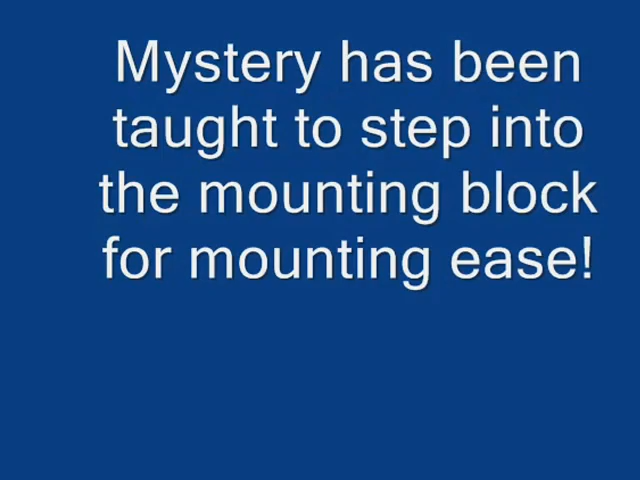 Mystery has been
taught to step into
the mounting block
for mounting ease!